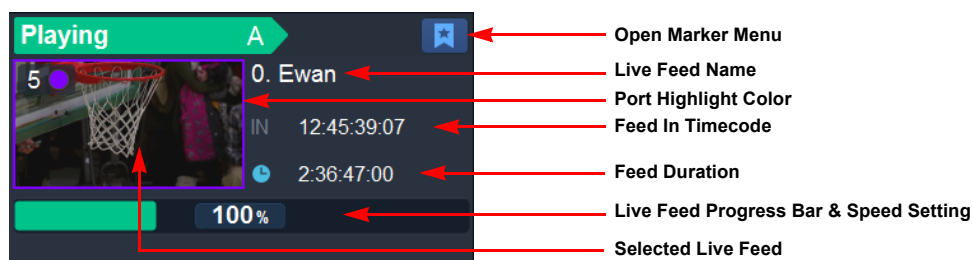 Playing A
Open Marker Menu
5
0. Ewan
Live Feed Name
Port Highlight Color
IN 12:45:39:07
Feed In Timecode
2:36:47:00
Feed Duration
100%
Live Feed Progress Bar & Speed Setting
Selected Live Feed